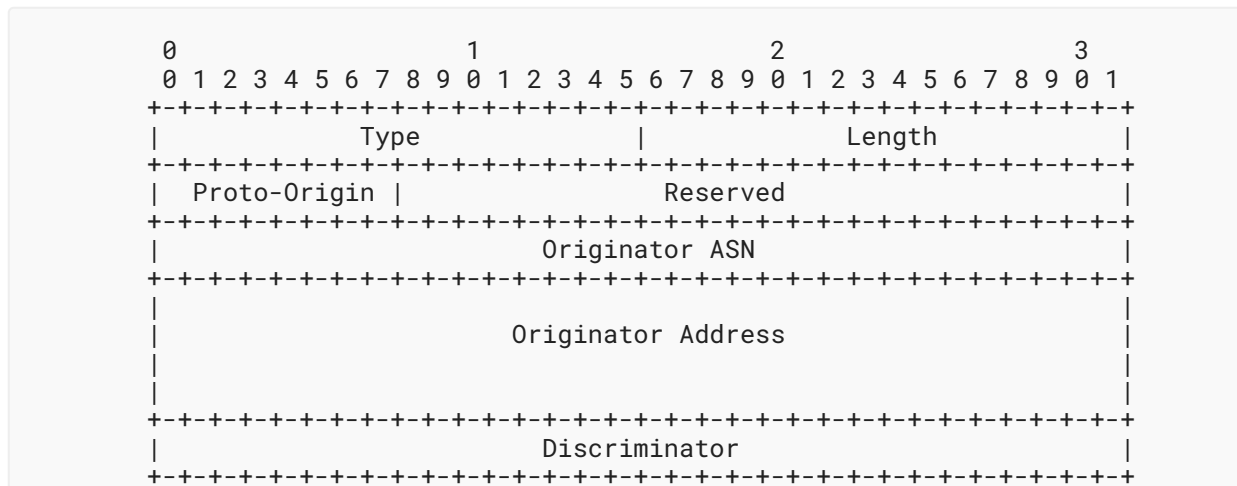 0                   1                   2                   3
 0 1 2 3 4 5 6 7 8 9 0 1 2 3 4 5 6 7 8 9 0 1 2 3 4 5 6 7 8 9 0 1
+-+-+-+-+-+-+-+-+-+-+-+-+-+-+-+-+-+-+-+-+-+-+-+-+-+-+-+-+-+-+-+-+
|             Type              |             Length            |
+-+-+-+-+-+-+-+-+-+-+-+-+-+-+-+-+-+-+-+-+-+-+-+-+-+-+-+-+-+-+-+-+
|  Proto-Origin |                 Reserved                      |
+-+-+-+-+-+-+-+-+-+-+-+-+-+-+-+-+-+-+-+-+-+-+-+-+-+-+-+-+-+-+-+-+
|                         Originator ASN                        |
+-+-+-+-+-+-+-+-+-+-+-+-+-+-+-+-+-+-+-+-+-+-+-+-+-+-+-+-+-+-+-+-+
|                                                               |
|                       Originator Address                      |
|                                                               |
|                                                               |
+-+-+-+-+-+-+-+-+-+-+-+-+-+-+-+-+-+-+-+-+-+-+-+-+-+-+-+-+-+-+-+-+
|                         Discriminator                         |
+-+-+-+-+-+-+-+-+-+-+-+-+-+-+-+-+-+-+-+-+-+-+-+-+-+-+-+-+-+-+-+-+